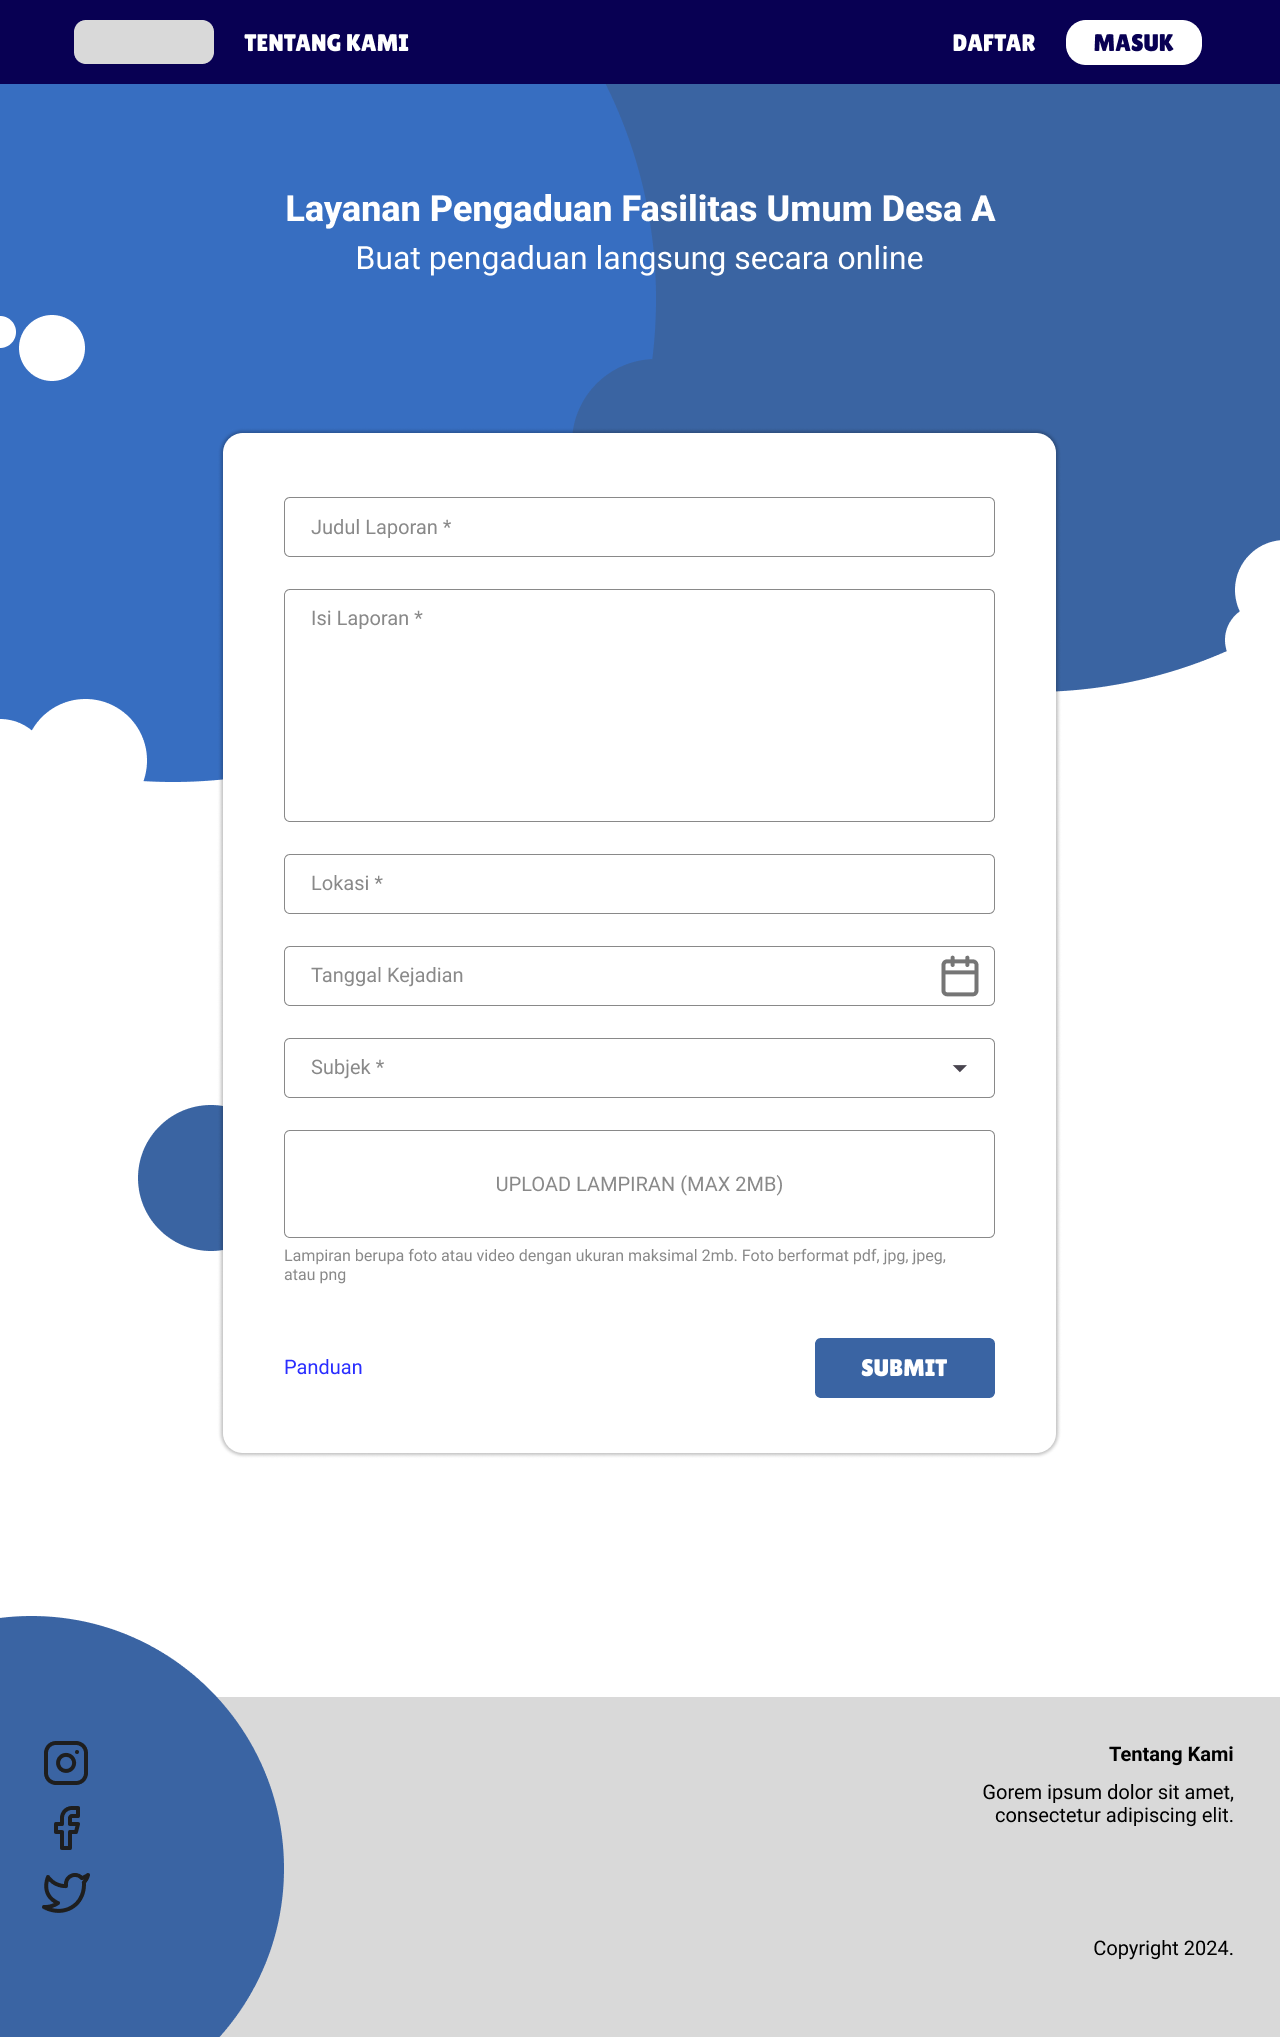 TENTANG KAMI
DAFTAR
MASUK
Layanan Pengaduan Fasilitas Umum Desa A
Buat pengaduan langsung secara online
Judul Laporan *
Isi Laporan *
Lokasi *
Tanggal Kejadian
Subjek *
UPLOAD LAMPIRAN (MAX 2MB)
Lampiran berupa foto atau video dengan ukuran maksimal 2mb. Foto berformat pdf, jpg, jpeg,
atau png
Panduan
SUBMIT
Tentang Kami
Gorem ipsum dolor sit amet,
consectetur adipiscing elit.
Copyright 2024.